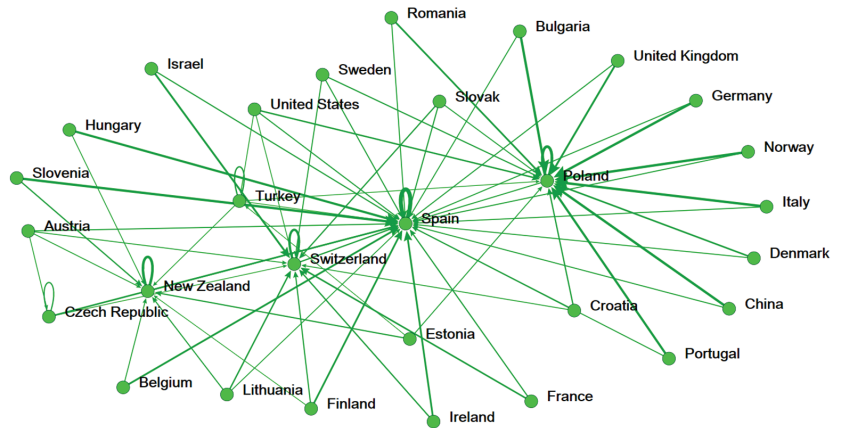 Romania
Bulgaria
United Kingdom
Israel
Sweden
Germany
United States
Slovak
Hungary
Norway
Slovenia
Poland
Turkey
Italy
Austria
Spain
Denmark
Switzerland
New Zealand
China
Czech Republic
Croatia
Estonia
Portugal
Belgium
Lithuania
Finland
France
Ireland